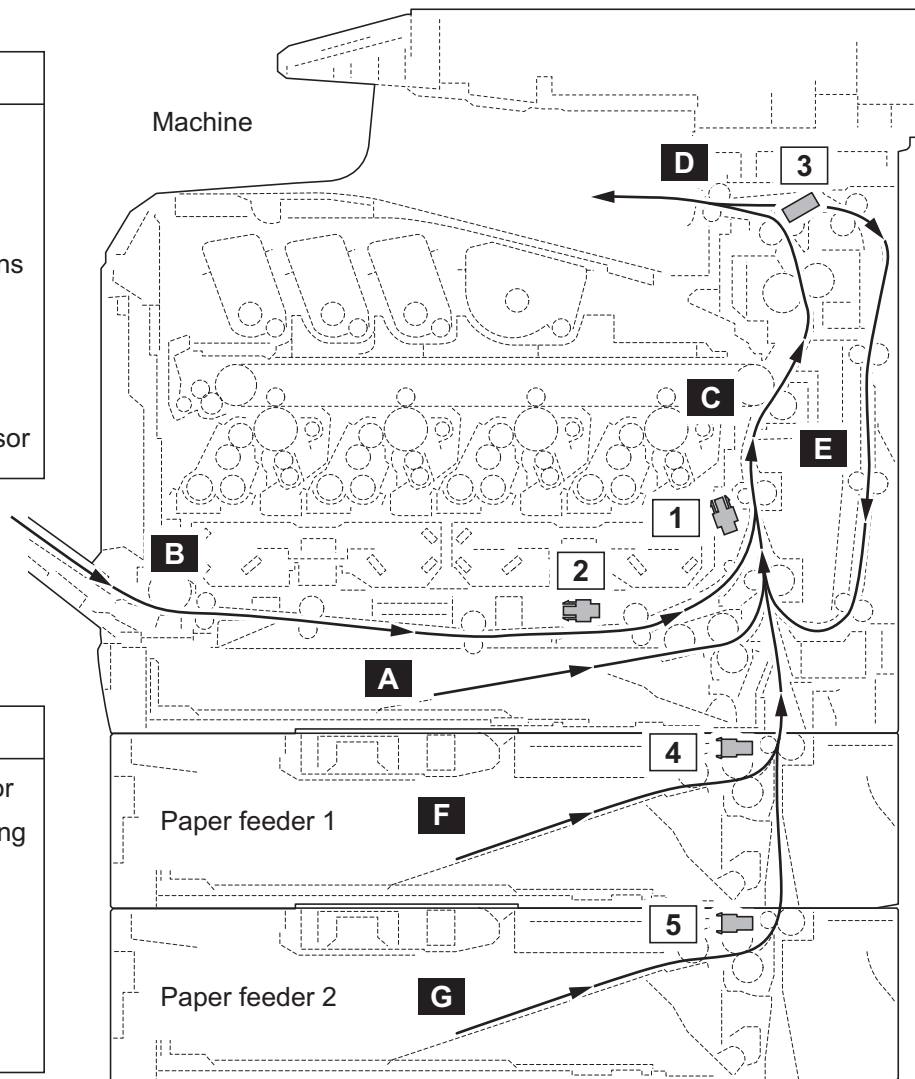 Machine
D
3
ns
C
sor
E
1
B
2
A
4
or
F
ng
Paper feeder 1
5
Paper feeder 2
G